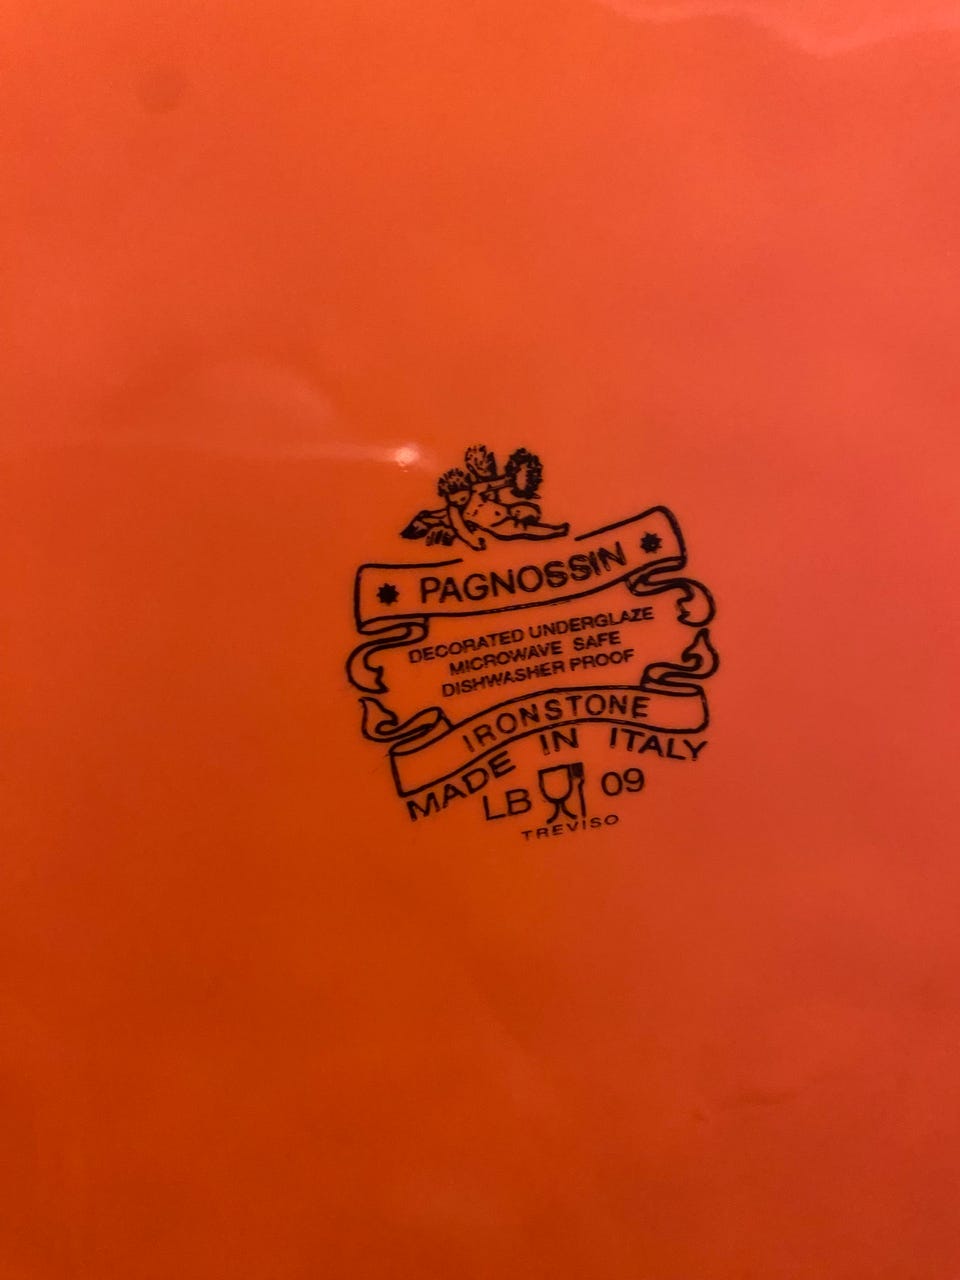 PAGNOSSIN
DECORATED UNDERGLAZE
MICROWAVE SAFE
DISHWASHER PROOF
IRONSTONE
MADE IN ITALY
LB 09
TREVISO